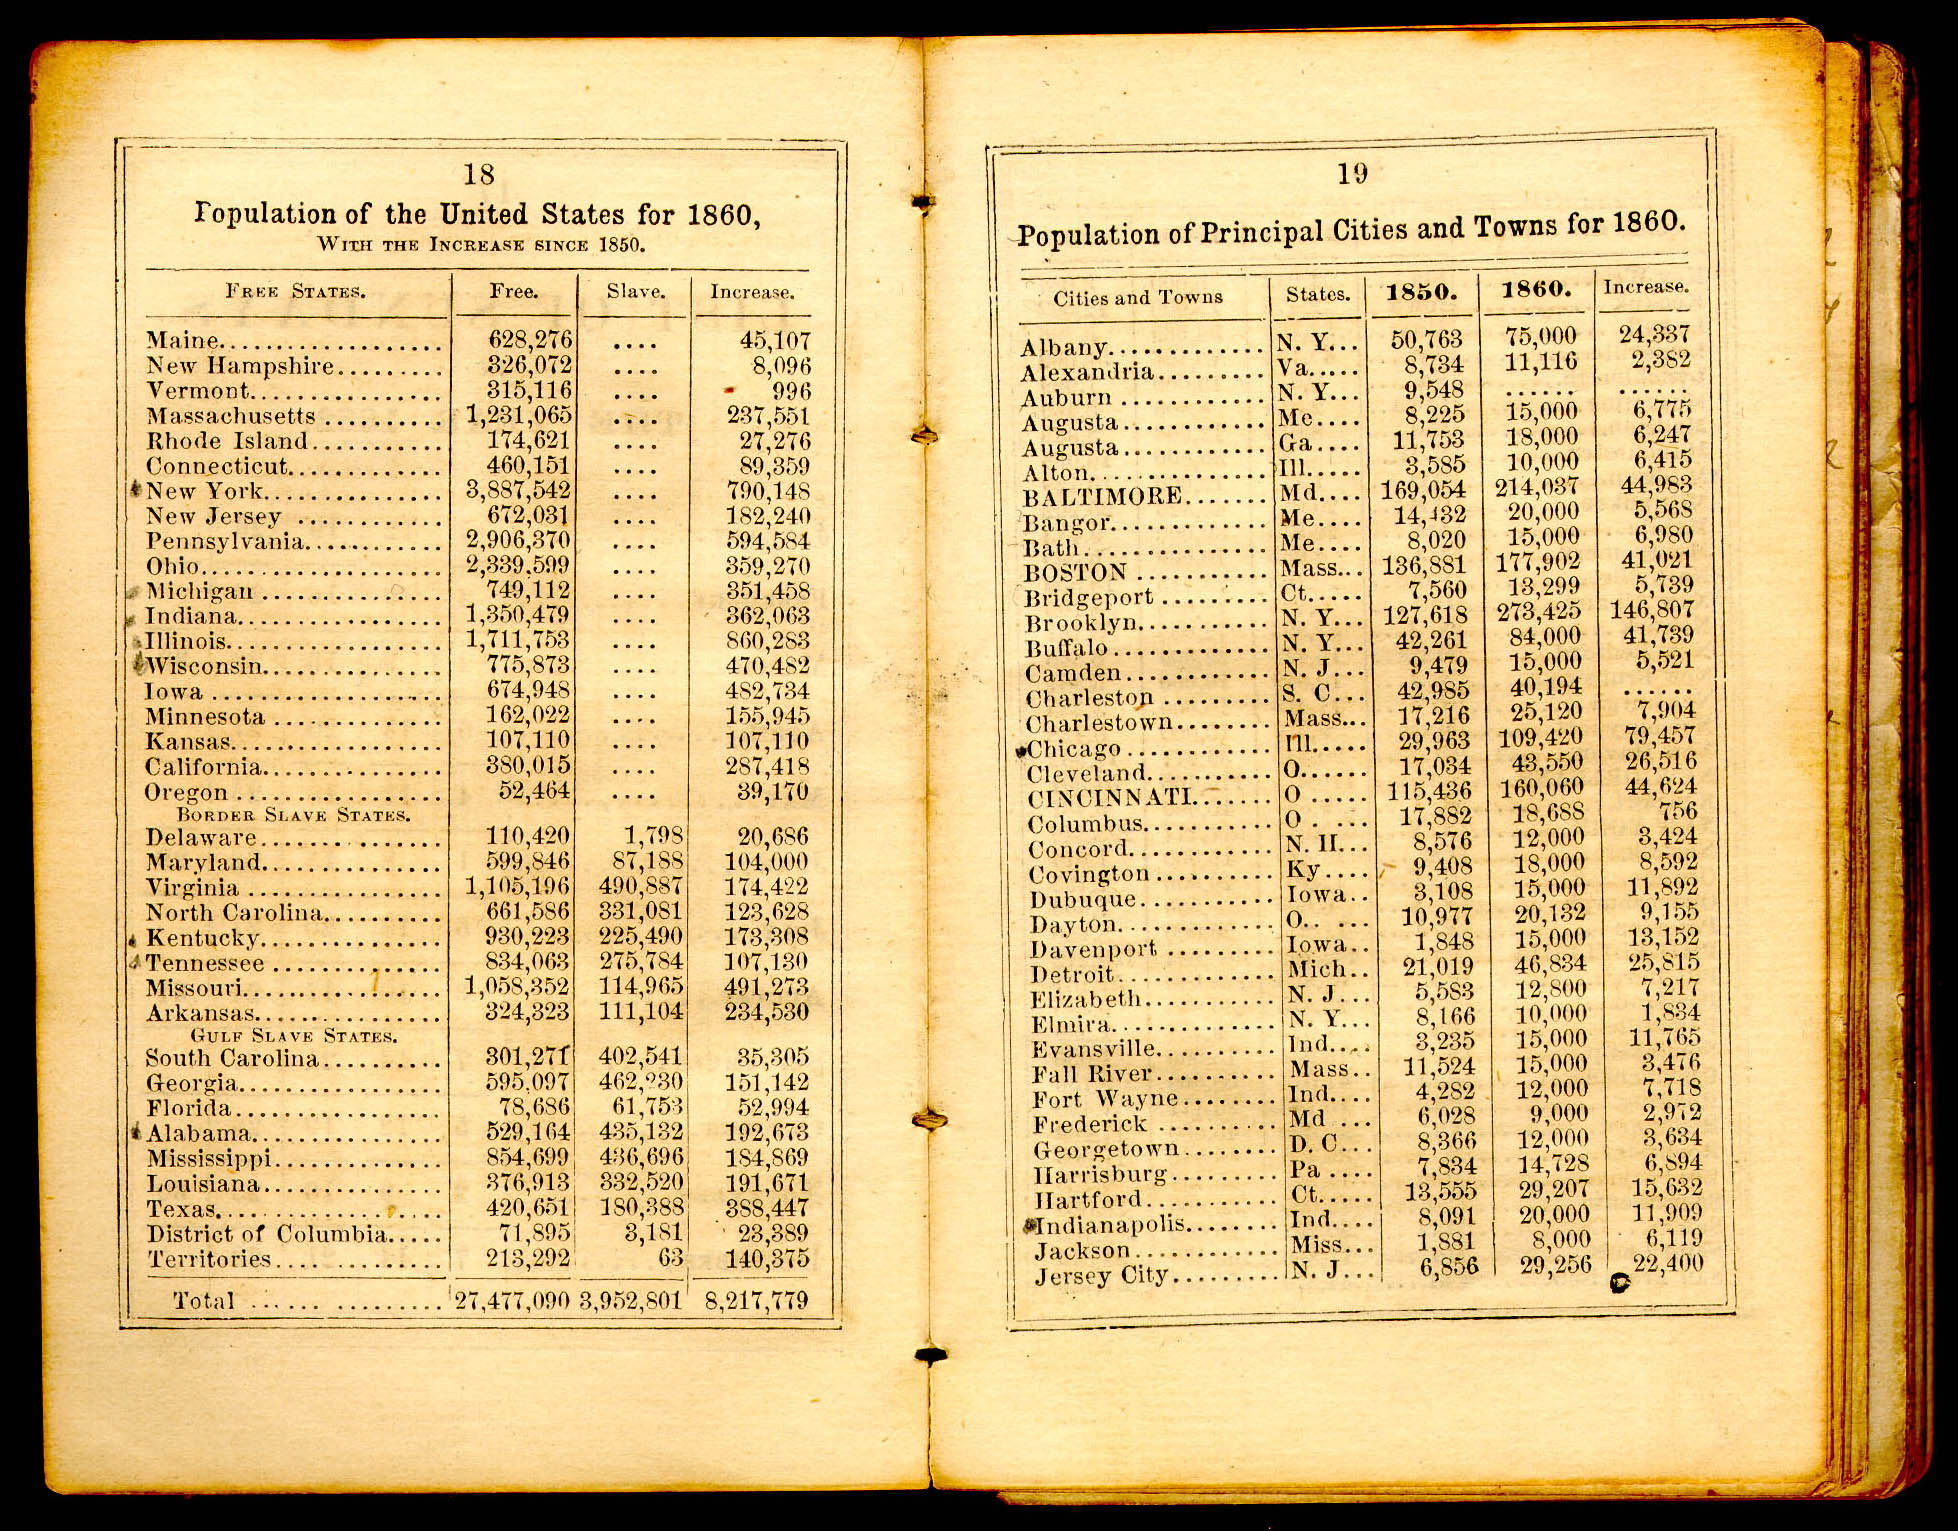 18
Population of the United States for 1860,
WITH THE INCREASE SINCE 1850.
FREE STATES. Free. Slave. Increase.
Maine................... 628,276 .... 45,107
New Hampshire......... 326,072 .... 8,096
Vermont................ 315,116 .... 996
Massachusetts .......... 1,231,065 .... 237,551
Rhode Island........... 174,621 .... 27,276
Connecticut............. 460,151 .... 89,359
New York............... 3,887,542 .... 790,148
New Jersey ............ 672,031 .... 182,240
Pennsylvania............ 2,906,370 .... 594,584
Ohio.................... 2,339.599 .... 359,270
Michigan ............... 749,112 .... 351,458
Indiana................. 1,350,479 .... 362,063
Illinois.................. 1,711,753 .... 860,283
Wisconsin............... 775,873 .... 470,482
Iowa ................... 674,948 .... 482,734
Minnesota .............. 162,022 .... 155,945
Kansas.................. 107,110 .... 107,110
California............... 380,015 .... 287,418
Oregon ................. 52,464 .... 39,170
BORDER SLAVE STATES.
Delaware............... 110,420 1,798 20,686
Maryland............... 599,846 87,188 104,000
Virginia ................ 1,105,196 490,887 174,422
North Carolina.......... 661,586 331,081 123,628
Kentucky............... 930,223 225,490 173,308
Tennessee .............. 834,063 275,784 107,130
Missouri................. 1,058,352 114,965 491,273
Arkansas................ 324,323 111,104 234,530
GULF SLAVE STATES.
South Carolina.......... 301,271 402,541 35,305
Georgia................. 595.097 462,230 151,142
Florida.................. 78,686 61,753 52,994
Alabama................ 529,164 435,132 192,673
Mississippi.............. 854,699 436,696 184,869
Louisiana............... 376,913 332,520 191,671
Texas................... 420,651 180,388 388,447
District of Columbia..... 71,895 3,181 23,389
Territories.............. 213,292 63 140,375
Total ............... 27,477,090 3,952,801 8,217,779
19
Population of Principal Cities and Towns for 1860.
Cities and Towns States. 1850. 1860. Increase.
Albany............. N. Y... 50,763 75,000 24,337
Alexandria......... Va..... 8,734 11,116 2,382
Auburn ............ N. Y... 9,548 ...... ......
Augusta............ Me.... 8,225 15,000 6,775
Augusta............ Ga.... 11,753 18,000 6,247
Alton............... Ill..... 3,585 10,000 6,415
BALTIMORE....... Md.... 169,054 214,037 44,983
Bangor............. Me.... 14,432 20,000 5,568
Bath............... Me.... 8,020 15,000 6,980
BOSTON ........... Mass... 136,881 177,902 41,021
Bridgeport ......... Ct..... 7,560 13,299 5,739
Brooklyn........... N. Y... 127,618 273,425 146,807
Buffalo............. N. Y... 42,261 84,000 41,739
Camden............ N. J... 9,479 15,000 5,521
Charleston ......... S. C... 42,985 40,194 ......
Charlestown........ Mass... 17,216 25,120 7,904
Chicago ............ Ill..... 29,963 109,420 79,457
Cleveland........... O...... 17,034 43,550 26,516
CINCINNATI....... O ..... 115,436 160,060 44,624
Columbus........... O . ... 17,882 18,688 756
Concord............ N. H... 8,576 12,000 3,424
Covington .......... Ky.... 9,408 18,000 8,592
Dubuque........... Iowa.. 3,108 15,000 11,892
Dayton............. O.. ... 10,977 20,132 9,155
Davenport ......... Iowa.. 1,848 15,000 13,152
Detroit............. Mich.. 21,019 46,834 25,815
Elizabeth........... N. J... 5,583 12,800 7,217
Elmira.............. N. Y... 8,166 10,000 1,834
Evansville.......... Ind.... 3,235 15,000 11,765
Fall River.......... Mass.. 11,524 15,000 3,476
Fort Wayne........ Ind.... 4,282 12,000 7,718
Frederick .......... Md ... 6,028 9,000 2,972
Georgetown........ D. C... 8,366 12,000 3,634
Harrisburg......... Pa .... 7,834 14,728 6,894
Hartford............ Ct..... 13,555 29,207 15,632
Indianapolis........ Ind.... 8,091 20,000 11,909
Jackson............ Miss... 1,881 8,000 6,119
Jersey City......... N. J... 6,856 29,256 22,400